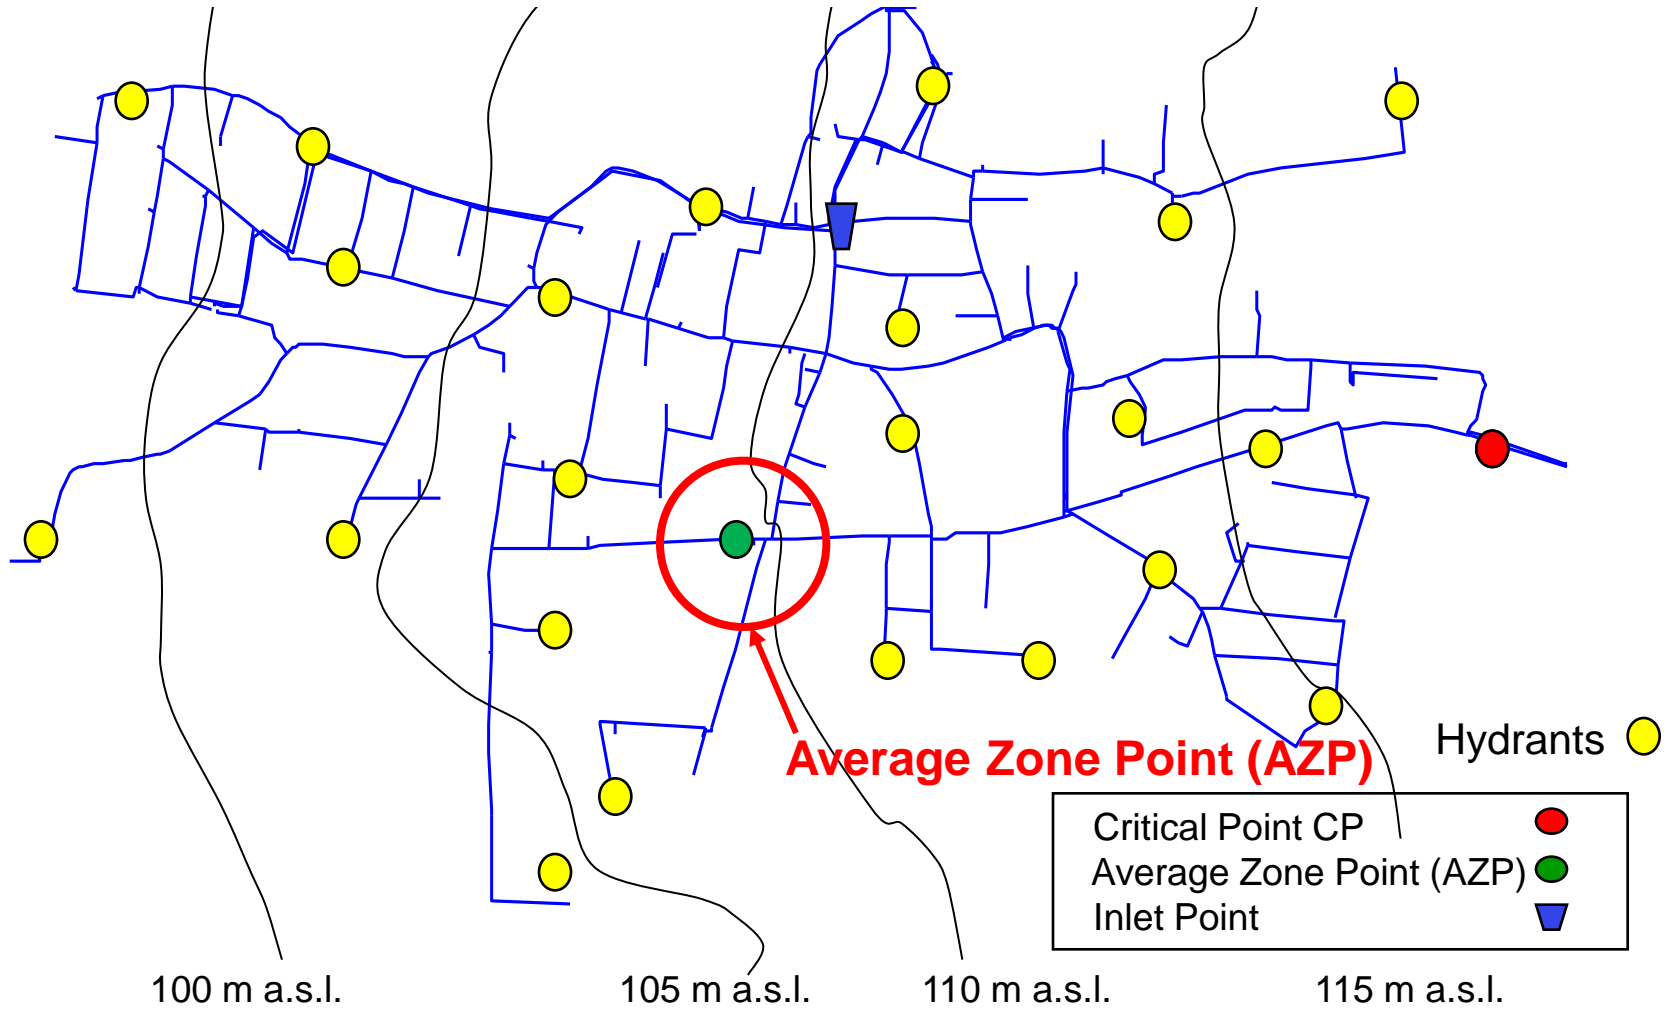 Hydrants
Average Zone Point (AZP)
Critical Point CP
Average Zone Point (AZP)
Inlet Point
100 m a.s.l.
105 m a.s.l.
110 m a.s.l.
115 m a.s.l.